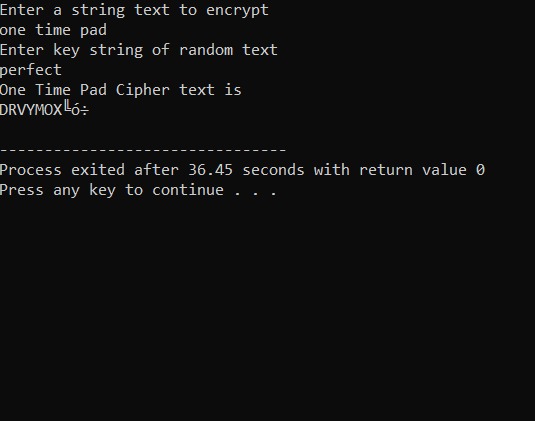 Enter a string text to encrypt
one time pad
Enter key string of random text
perfect
One Time Pad Cipher text is
DRVYMOX╚ó÷
--------------------------------
Process exited after 36.45 seconds with return value 0
Press any key to continue . . .